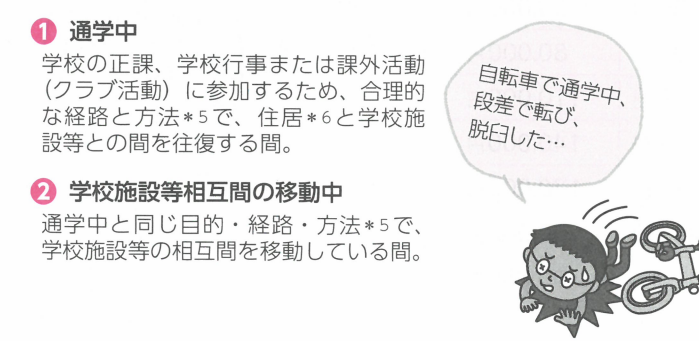 ❶ 通学中
学校の正課、学校行事または課外活動
（クラブ活動）に参加するため、合理的
な経路と方法*5で、住居*6と学校施
設等との間を往復する間。
❷ 学校施設等相互間の移動中
通学中と同じ目的・経路・方法*5で、
学校施設等の相互間を移動している間。
自転車で通学中、
段差で転び、
脱臼した…